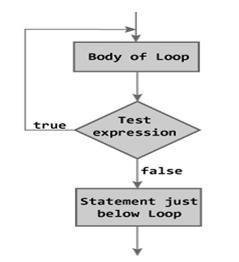 Body of Loop
Test
expression
true
false
Statement just
below Loop